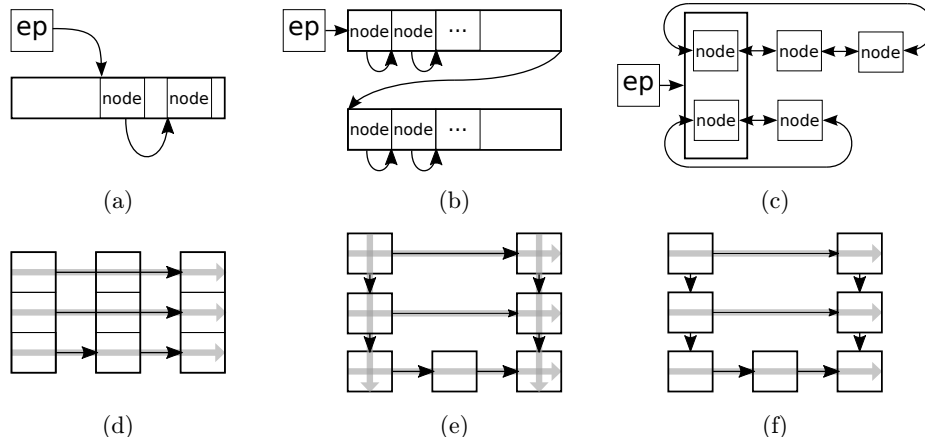 ep
node
node
(a)
ep
node node ...
node node ...
(b)
node node node
ep
node node
(c)
(d)
(e)
(f)